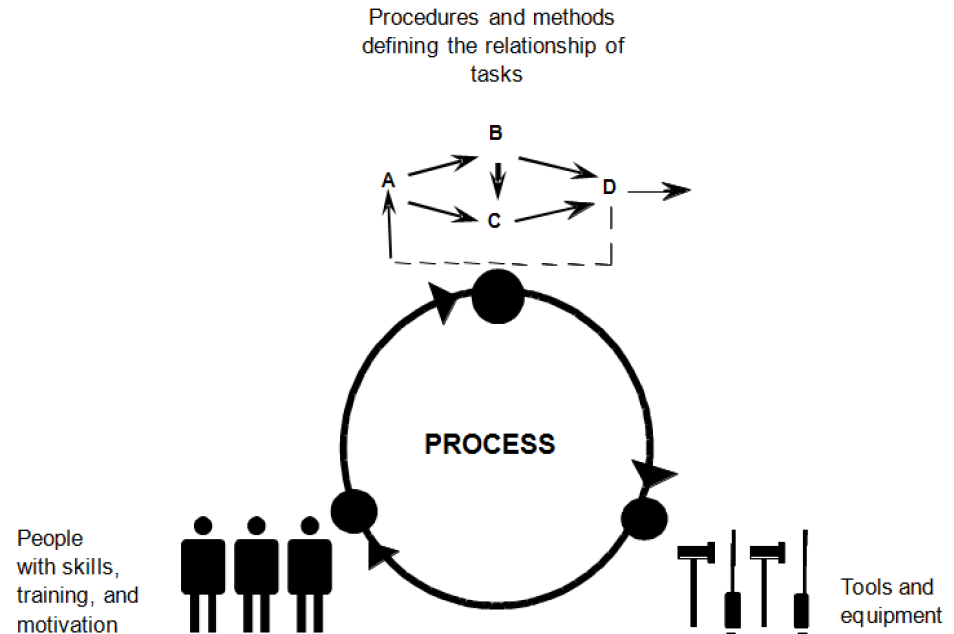 Procedures and methods
defining the relationship of
tasks
B
A
D
C
PROCESS
People
with skills,
training, and
motivation
Tools and
equipment